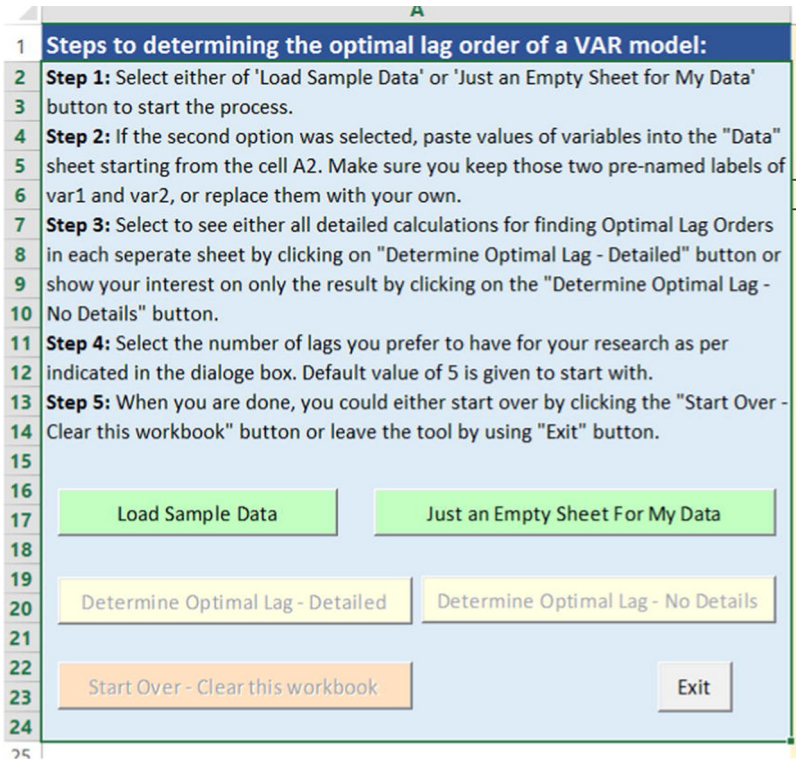 A
1 Steps to determining the optimal lag order of a VAR model:
2 Step 1: Select either of 'Load Sample Data' or 'Just an Empty Sheet for My Data'
3 button to start the process.
4 Step 2: If the second option was selected, paste values of variables into the "Data"
5 sheet starting from the cell A2. Make sure you keep those two pre-named labels of
6 var1 and var2, or replace them with your own.
7 Step 3: Select to see either all detailed calculations for finding Optimal Lag Orders
8 in each seperate sheet by clicking on "Determine Optimal Lag - Detailed" button or
9 show your interest on only the result by clicking on the "Determine Optimal Lag -
10 No Details" button.
11 Step 4: Select the number of lags you prefer to have for your research as per
12 indicated in the dialoge box. Default value of 5 is given to start with.
13 Step 5: When you are done, you could either start over by clicking the "Start Over -
14 Clear this workbook" button or leave the tool by using "Exit" button.
15
16
17 Load Sample Data Just an Empty Sheet For My Data
18
19
20 Determine Optimal Lag - Detailed Determine Optimal Lag - No Details
21
22
23 Start Over - Clear this workbook Exit
24
25